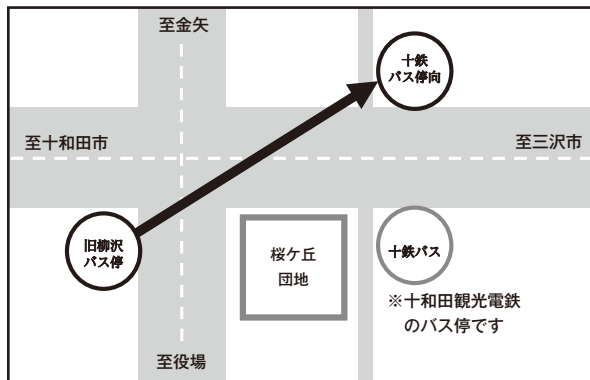 至金矢
十鉄
バス停向
至十和田市
至三沢市
旧柳沢
バス停
桜ケ丘
団地
十鉄バス
※十和田観光電鉄
のバス停です
至役場